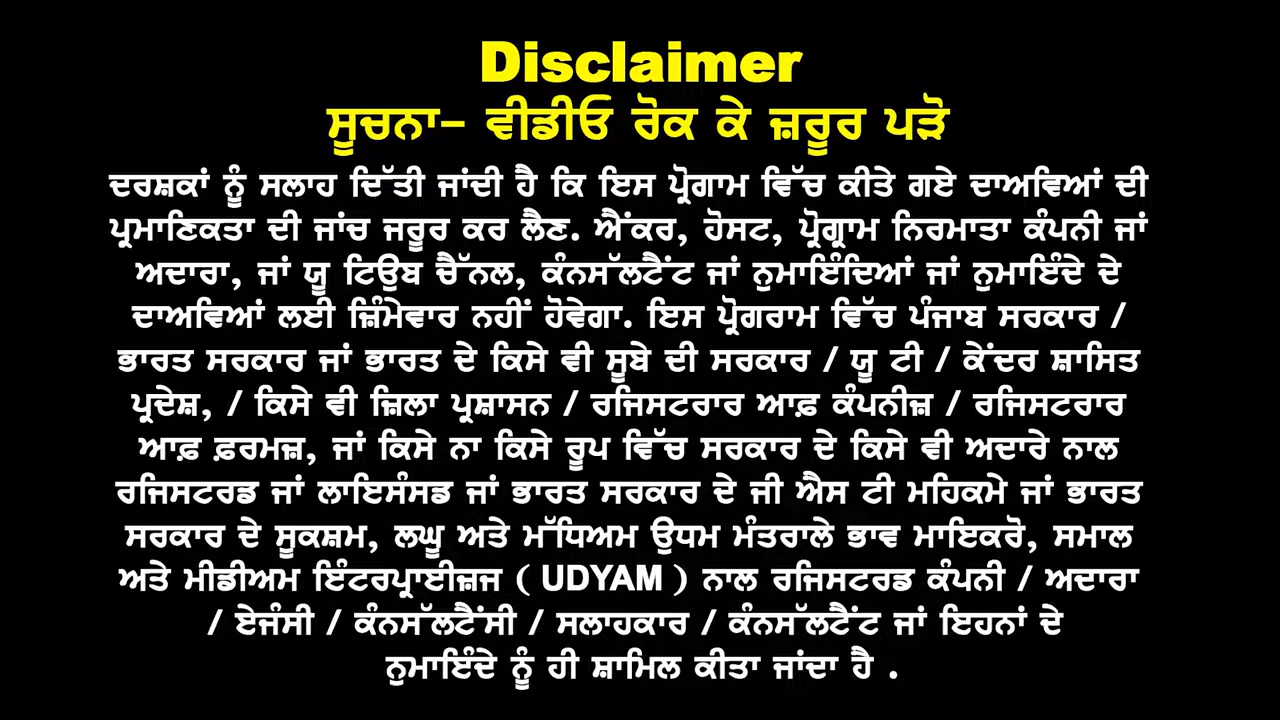 Disclaimer
ਸੂਚਨਾ- ਵੀਡੀਓ ਰੋਕ ਕੇ ਜ਼ਰੂਰ ਪੜੋ
ਦਰਸ਼ਕਾਂ ਨੂੰ ਸਲਾਹ ਦਿੱਤੀ ਜਾਂਦੀ ਹੈ ਕਿ ਇਸ ਪ੍ਰੋਗਾਮ ਵਿੱਚ ਕੀਤੇ ਗਏ ਦਾਅਵਿਆਂ ਦੀ
ਪ੍ਰਮਾਣਿਕਤਾ ਦੀ ਜਾਂਚ ਜਰੂਰ ਕਰ ਲੈਣ. ਐਂਕਰ, ਹੋਸਟ, ਪ੍ਰੋਗ੍ਰਾਮ ਨਿਰਮਾਤਾ ਕੰਪਨੀ ਜਾਂ
ਅਦਾਰਾ, ਜਾਂ ਯੂ ਟਿਉਬ ਚੈੱਨਲ, ਕੰਨਸੱਲਟੈਂਟ ਜਾਂ ਨੁਮਾਇੰਦਿਆਂ ਜਾਂ ਨੁਮਾਇੰਦੇ ਦੇ
ਦਾਅਵਿਆਂ ਲਈ ਜ਼ਿੰਮੇਵਾਰ ਨਹੀਂ ਹੋਵੇਗਾ. ਇਸ ਪ੍ਰੋਗਰਾਮ ਵਿੱਚ ਪੰਜਾਬ ਸਰਕਾਰ /
ਭਾਰਤ ਸਰਕਾਰ ਜਾਂ ਭਾਰਤ ਦੇ ਕਿਸੇ ਵੀ ਸੂਬੇ ਦੀ ਸਰਕਾਰ / ਯੂ ਟੀ / ਕੇਂਦਰ ਸ਼ਾਸਿਤ
ਪ੍ਰਦੇਸ਼, / ਕਿਸੇ ਵੀ ਜ਼ਿਲਾ ਪ੍ਰਸ਼ਾਸਨ / ਰਜਿਸਟਰਾਰ ਆਫ਼ ਕੰਪਨੀਜ਼ / ਰਜਿਸਟਰਾਰ
ਆਫ਼ ਫ਼ਰਮਜ਼, ਜਾਂ ਕਿਸੇ ਨਾ ਕਿਸੇ ਰੂਪ ਵਿੱਚ ਸਰਕਾਰ ਦੇ ਕਿਸੇ ਵੀ ਅਦਾਰੇ ਨਾਲ
ਰਜਿਸਟਰਡ ਜਾਂ ਲਾਇਸੰਸਡ ਜਾਂ ਭਾਰਤ ਸਰਕਾਰ ਦੇ ਜੀ ਐਸ ਟੀ ਮਹਿਕਮੇ ਜਾਂ ਭਾਰਤ
ਸਰਕਾਰ ਦੇ ਸੂਕਸ਼ਮ, ਲਘੂ ਅਤੇ ਮੱਧਿਅਮ ਉਧਮ ਮੰਤਰਾਲੇ ਭਾਵ ਮਾਇਕਰੋ, ਸਮਾਲ
ਅਤੇ ਮੀਡੀਅਮ ਇੰਟਰਪ੍ਰਾਈਜ਼ਜ ( UDYAM ) ਨਾਲ ਰਜਿਸਟਰਡ ਕੰਪਨੀ / ਅਦਾਰਾ
/ ਏਜੰਸੀ / ਕੰਨਸੱਲਟੈਂਸੀ / ਸਲਾਹਕਾਰ / ਕੰਨਸੱਲਟੈਂਟ ਜਾਂ ਇਹਨਾਂ ਦੇ
ਨੁਮਾਇੰਦੇ ਨੂੰ ਹੀ ਸ਼ਾਮਿਲ ਕੀਤਾ ਜਾਂਦਾ ਹੈ .